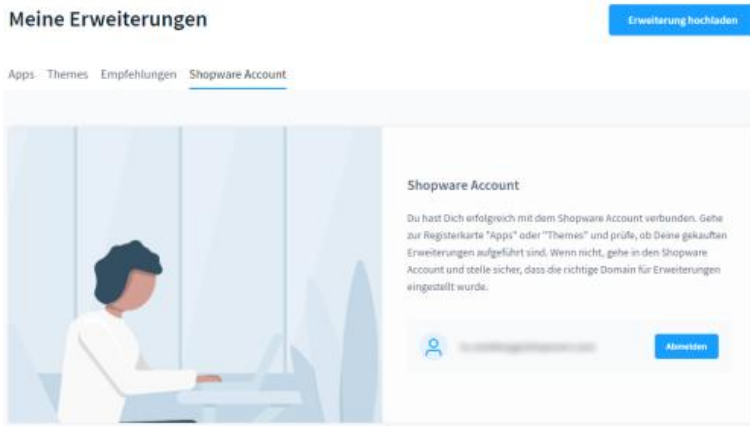 Meine Erweiterungen
Erweiterung hochladen
Apps Themes Empfehlungen Shopware Account
Shopware Account
Du hast Dich erfolgreich mit dem Shopware Account verbunden. Gehe
zur Registerkarte "Apps" oder "Themes" und prüfe, ob Deine gekauften
Erweiterungen aufgeführt sind. Wenn nicht, gehe in den Shopware
Account und stelle sicher, dass die richtige Domain für Erweiterungen
eingestellt wurde.
Abmelden